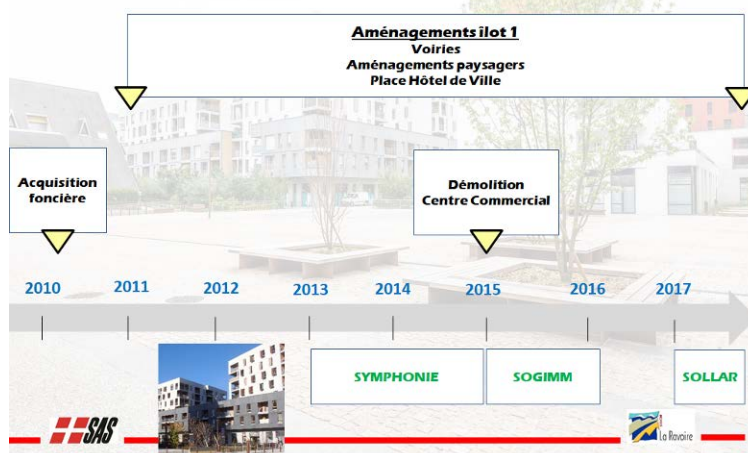 Aménagements îlot 1
Voiries
Aménagements paysagers
Place Hôtel de Ville
Acquisition
foncière
Démolition
Centre Commercial
2010 2011 2012 2013 2014 2015 2016 2017
SYMPHONIE SOGIMM SOLLAR
SAS
La Ravoire